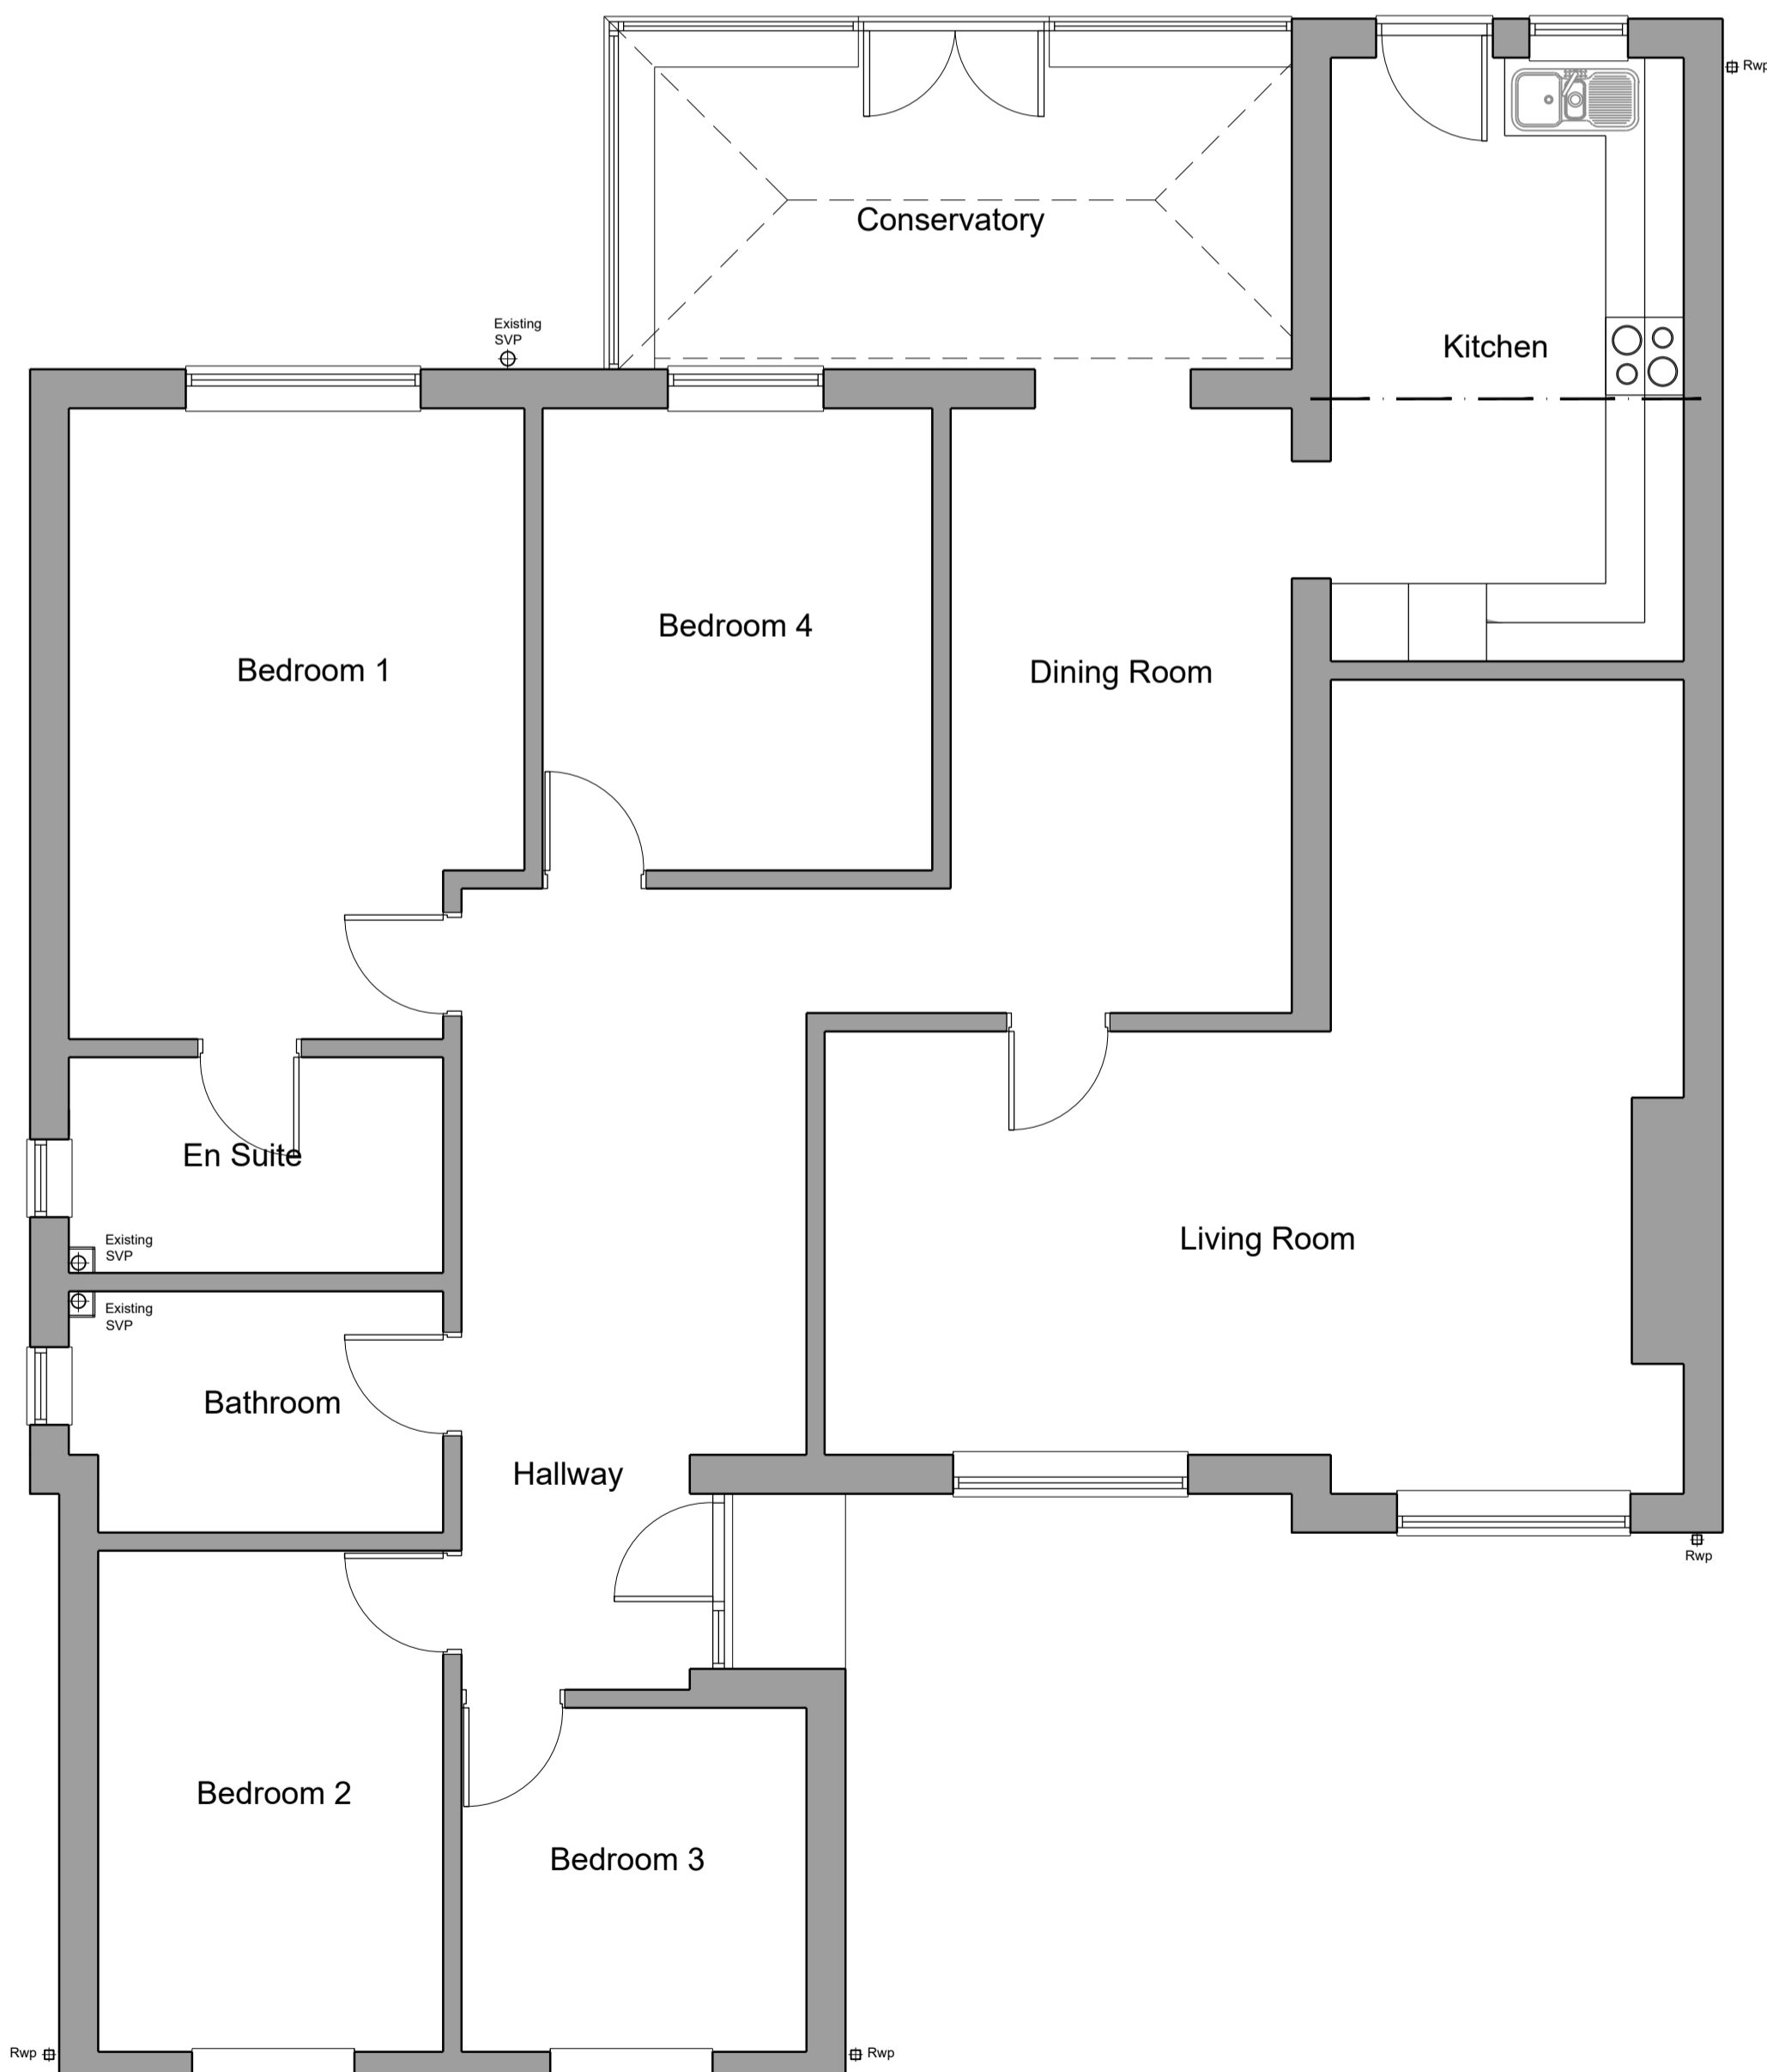 Rwp
Conservatory
Existing
SVP
Kitchen
Bedroom 4
Bedroom 1
Dining Room
En Suite
Existing
SVP
Living Room
Existing
SVP
Bathroom
Hallway
Rwp
Bedroom 2
Bedroom 3
Rwp
Rwp